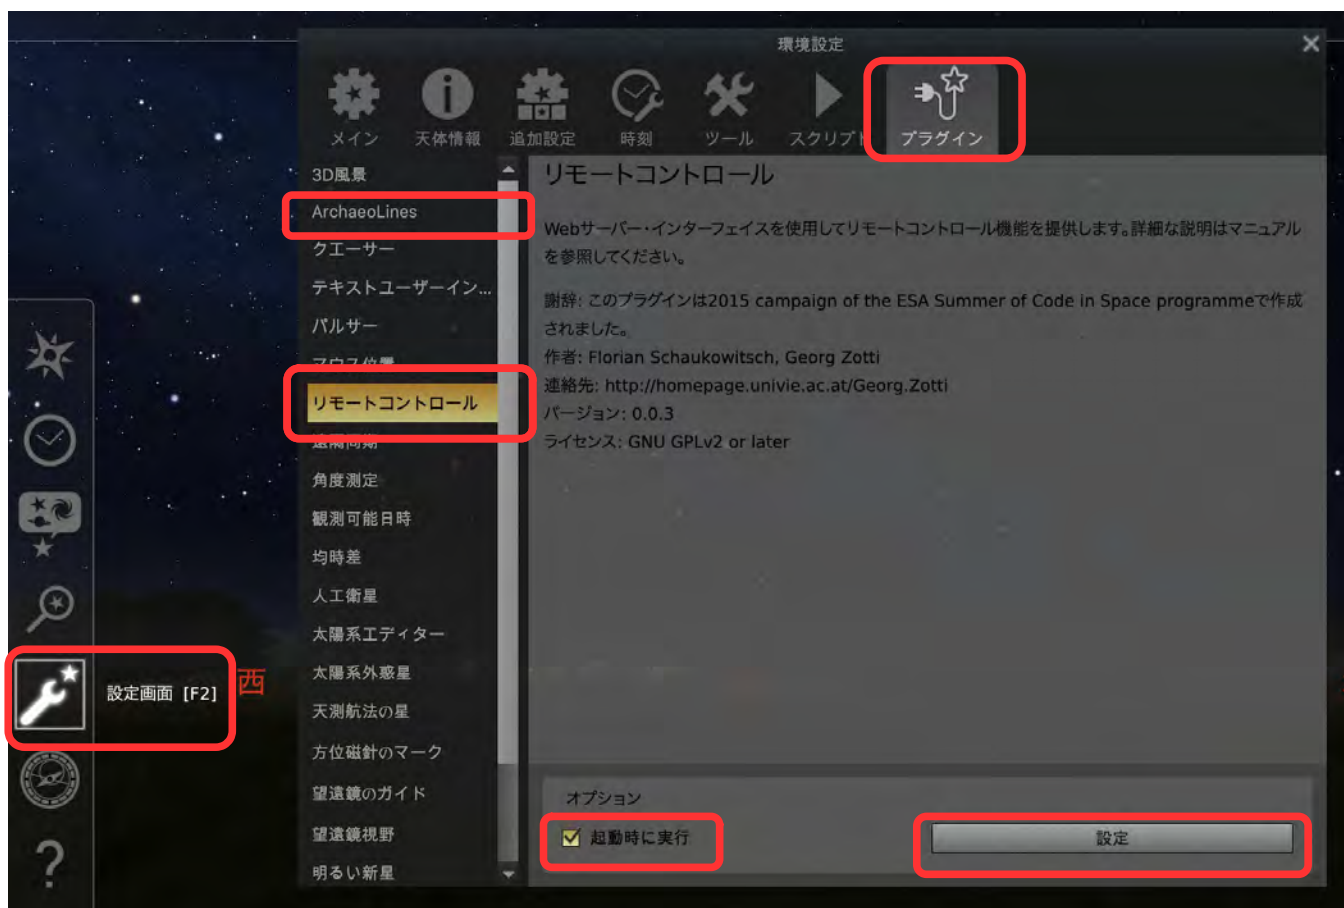 環境設定
メイン
天体情報
追加設定
時刻
ツール
スクリプト
プラグイン
3D風景
ArchaeoLines
クエーサー
テキストユーザーイン...
パルサー
マウス位置
リモートコントロール
遠隔同期
角度測定
観測可能日時
均時差
人工衛星
太陽系エディター
太陽系外惑星
天測航法の星
方位磁針のマーク
望遠鏡のガイド
望遠鏡視野
明るい新星
リモートコントロール
Webサーバー・インターフェイスを使用してリモートコントロール機能を提供します。詳細な説明はマニュアル
を参照してください。
謝辞: このプラグインは2015 campaign of the ESA Summer of Code in Space programmeで作成
されました。
作者: Florian Schaukowitsch, Georg Zotti
連絡先: http://homepage.univie.ac.at/Georg.Zotti
バージョン: 0.0.3
ライセンス: GNU GPLv2 or later
オプション
起動時に実行
設定
設定画面 [F2]
西